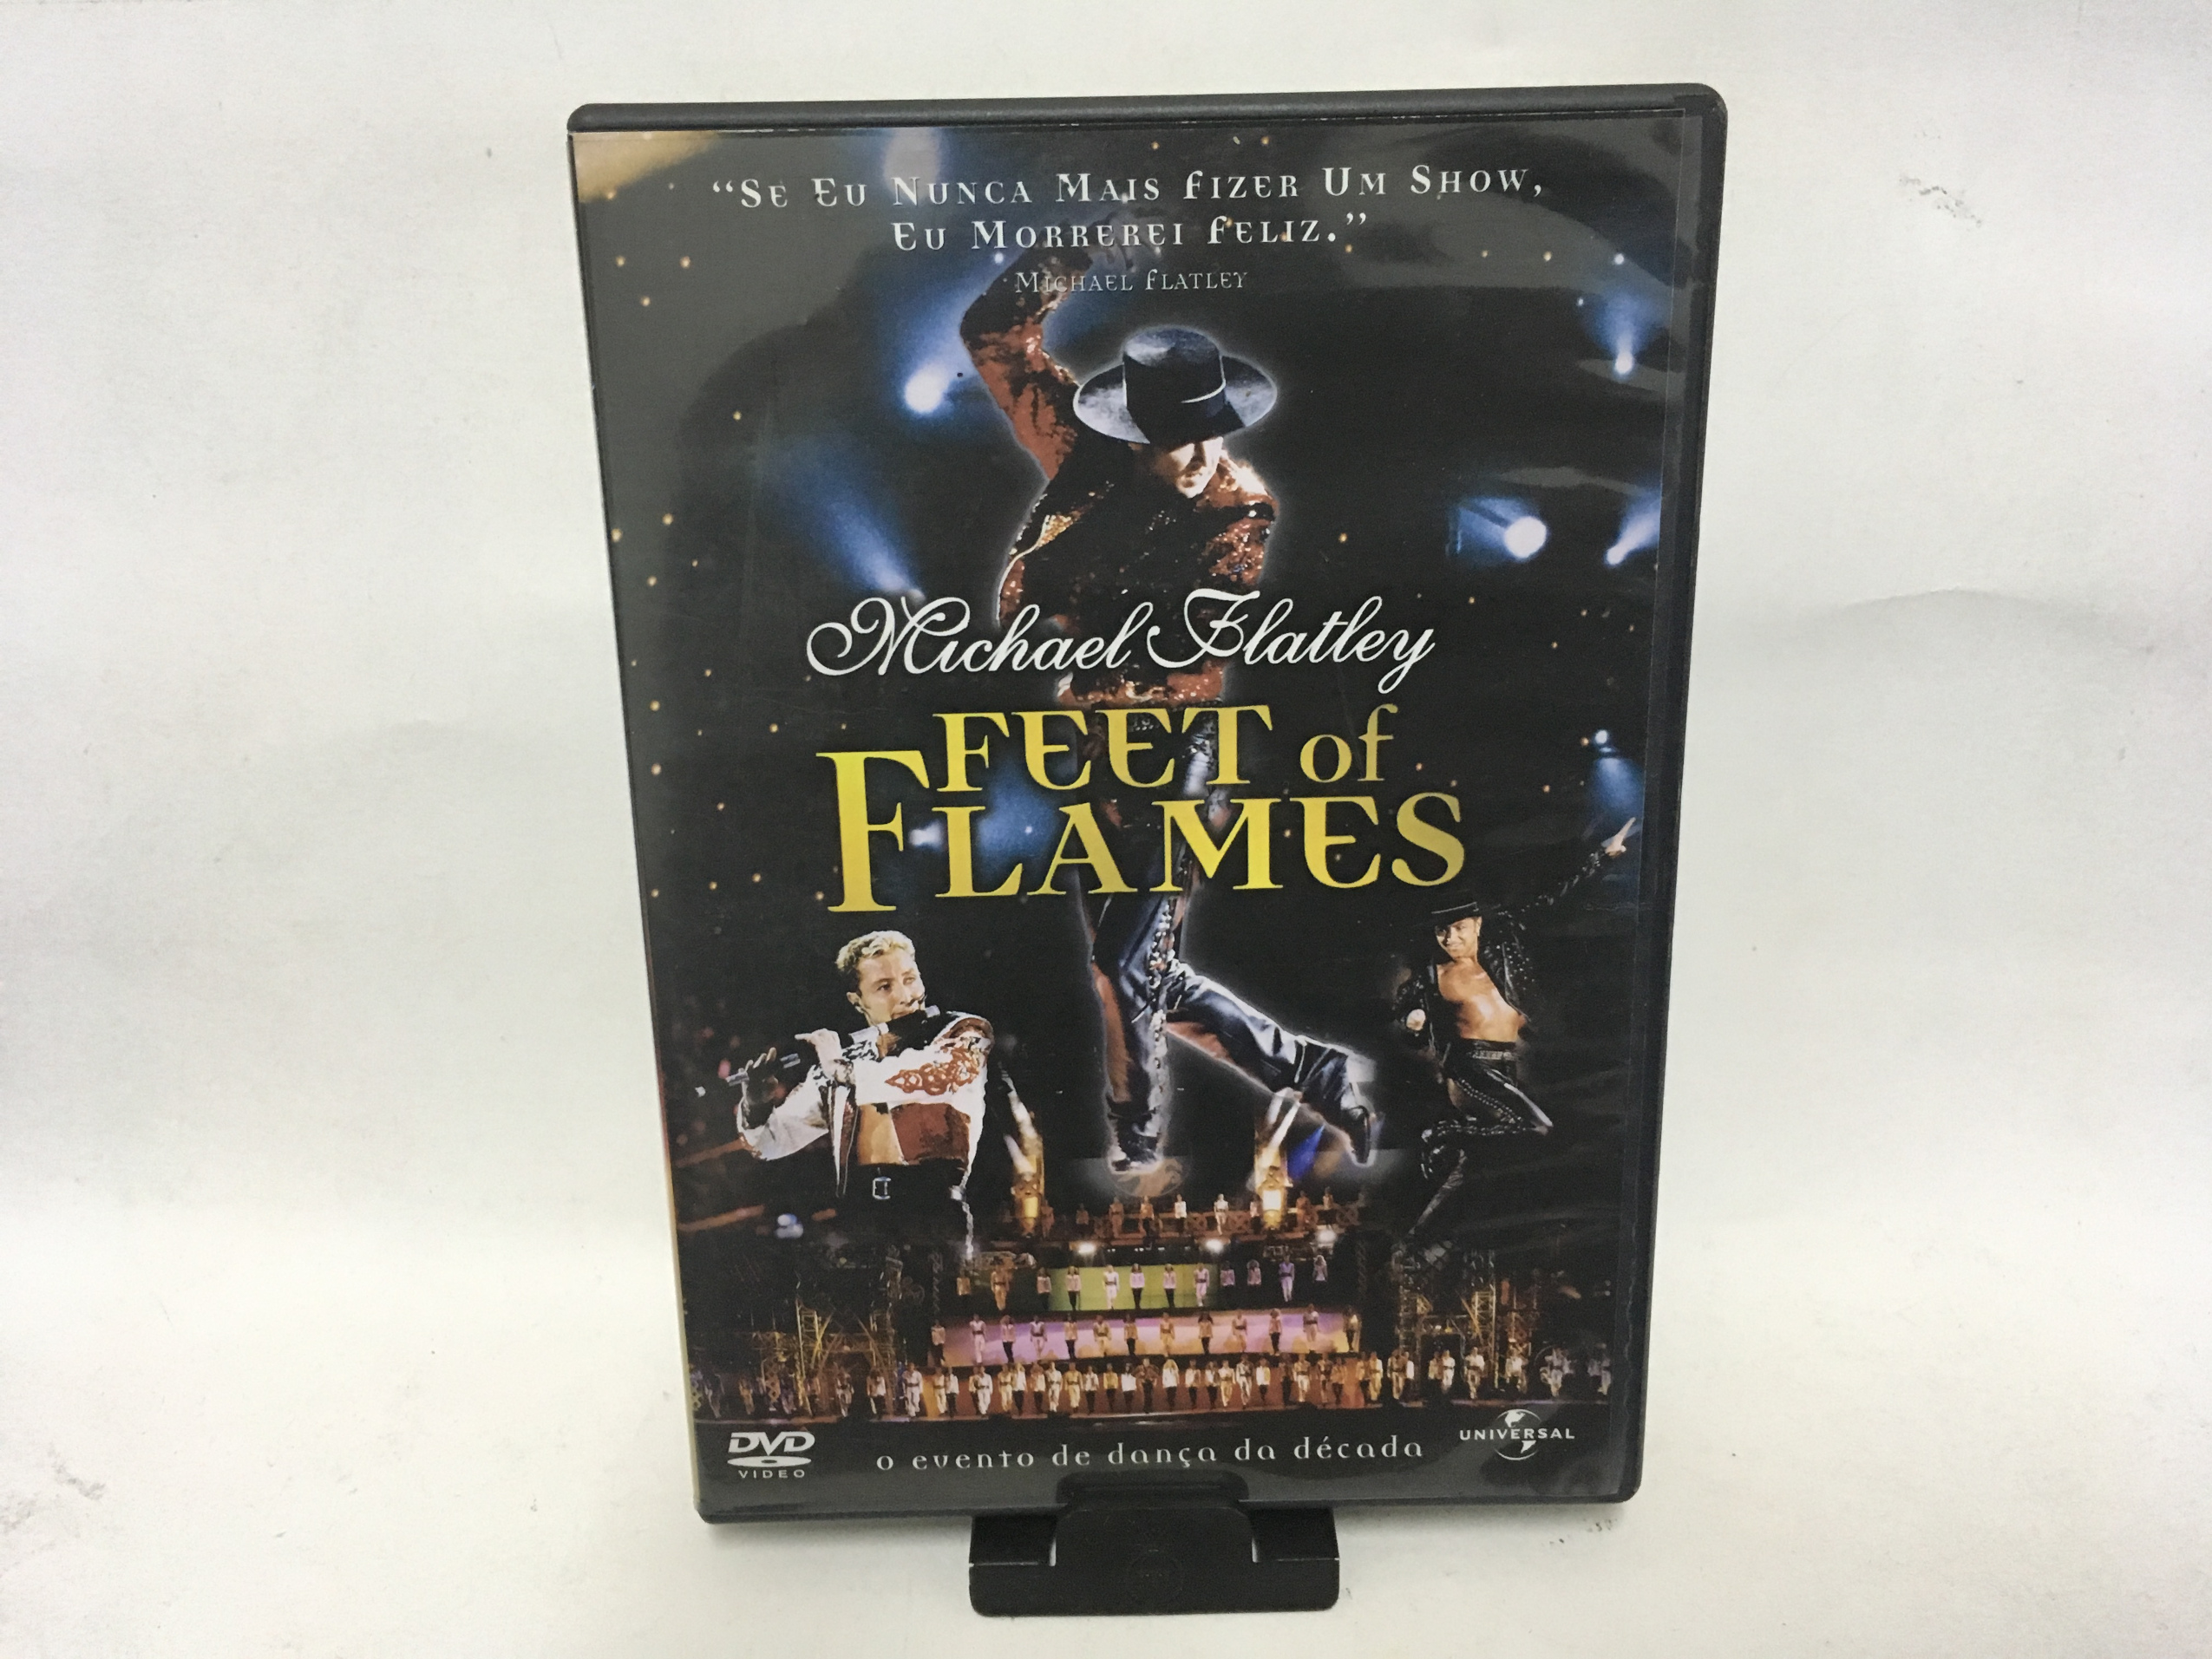 “Se Eu Nunca Mais Fizer Um Show,
Eu Morrerei Feliz.”
Michael Flatley
Michael Flatley
FEET of
FLAMES
DVD
VIDEO
o evento de dança da década
UNIVERSAL